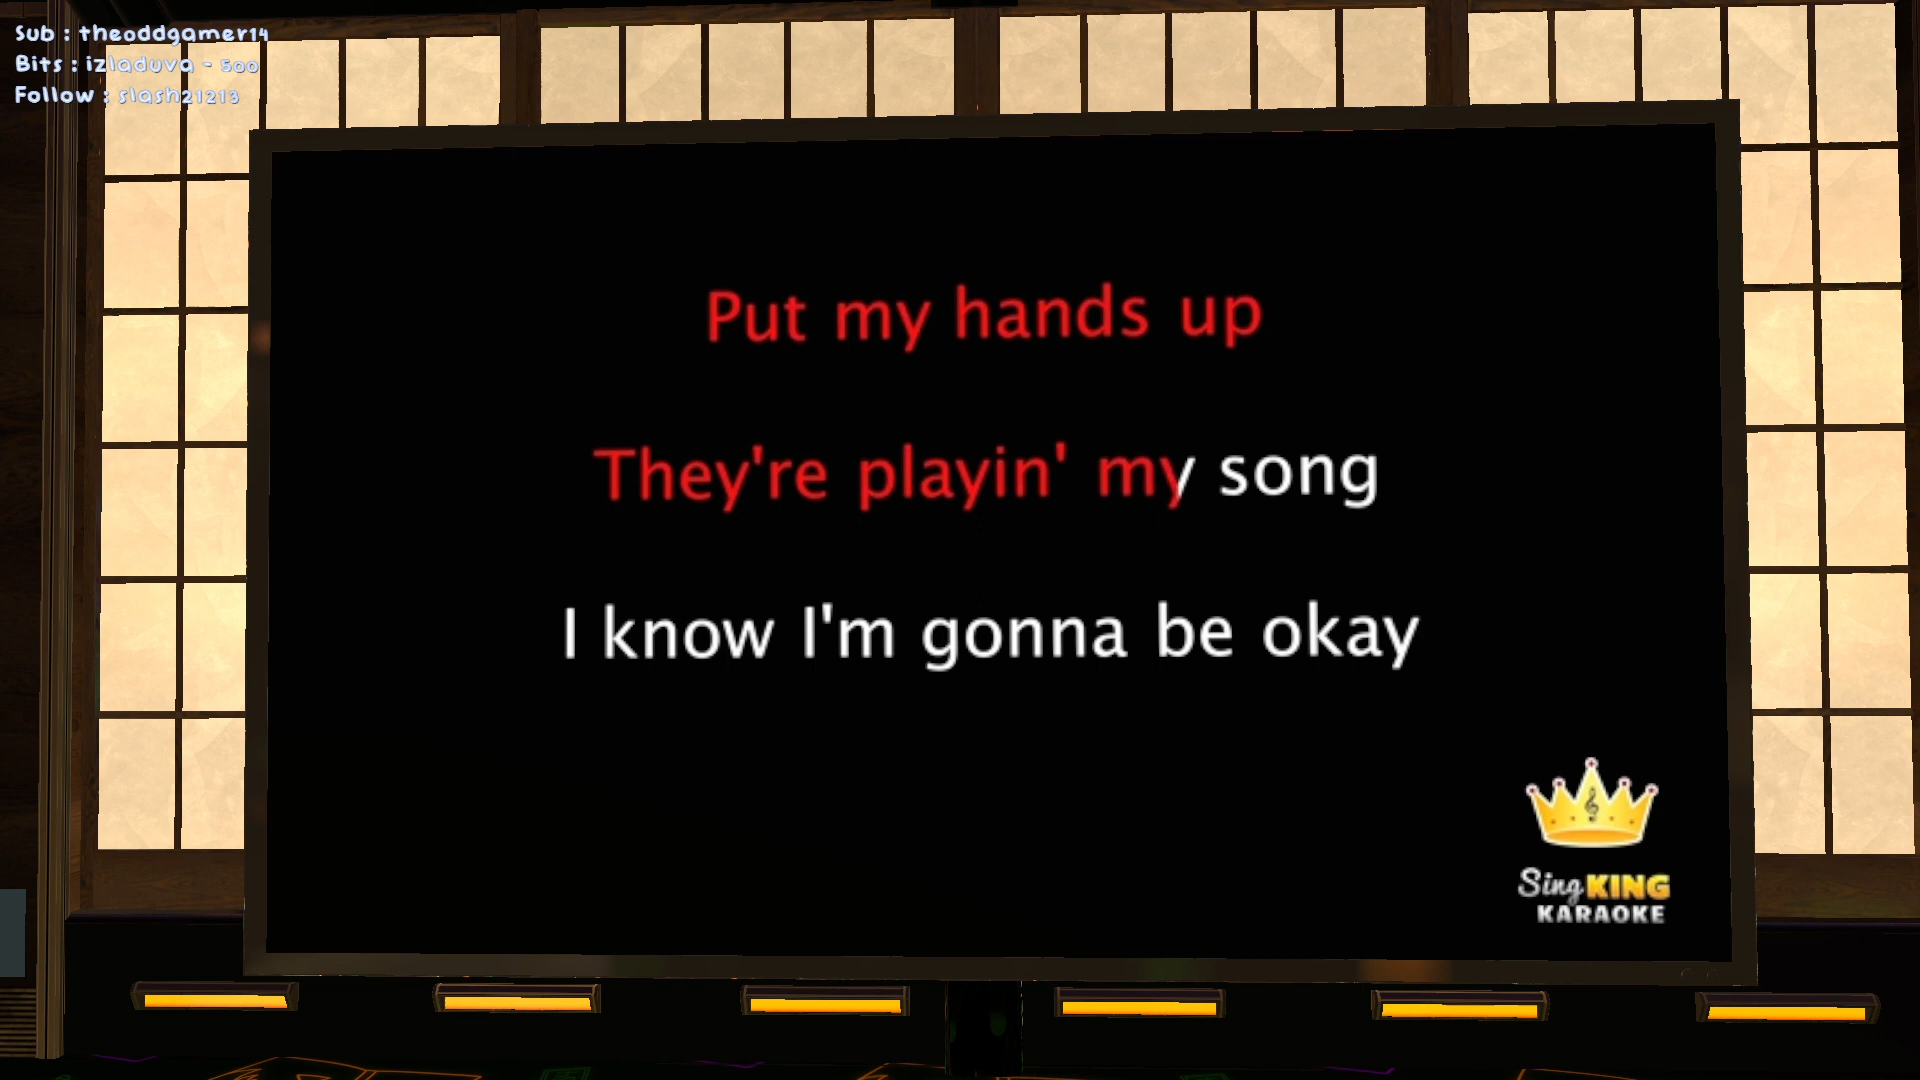 Sub : theoddgamer14
Bits : izladuva - 500
Follow : slash21213
Put my hands up
They're playin' my song
I know I'm gonna be okay
Sing KING
KARAOKE